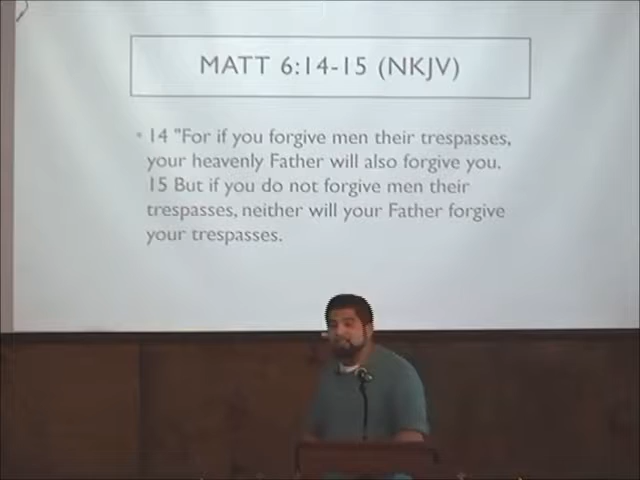 MATT 6:14-15 (NKJV)
• 14 "For if you forgive men their trespasses,
your heavenly Father will also forgive you.
15 But if you do not forgive men their
trespasses, neither will your Father forgive
your trespasses.